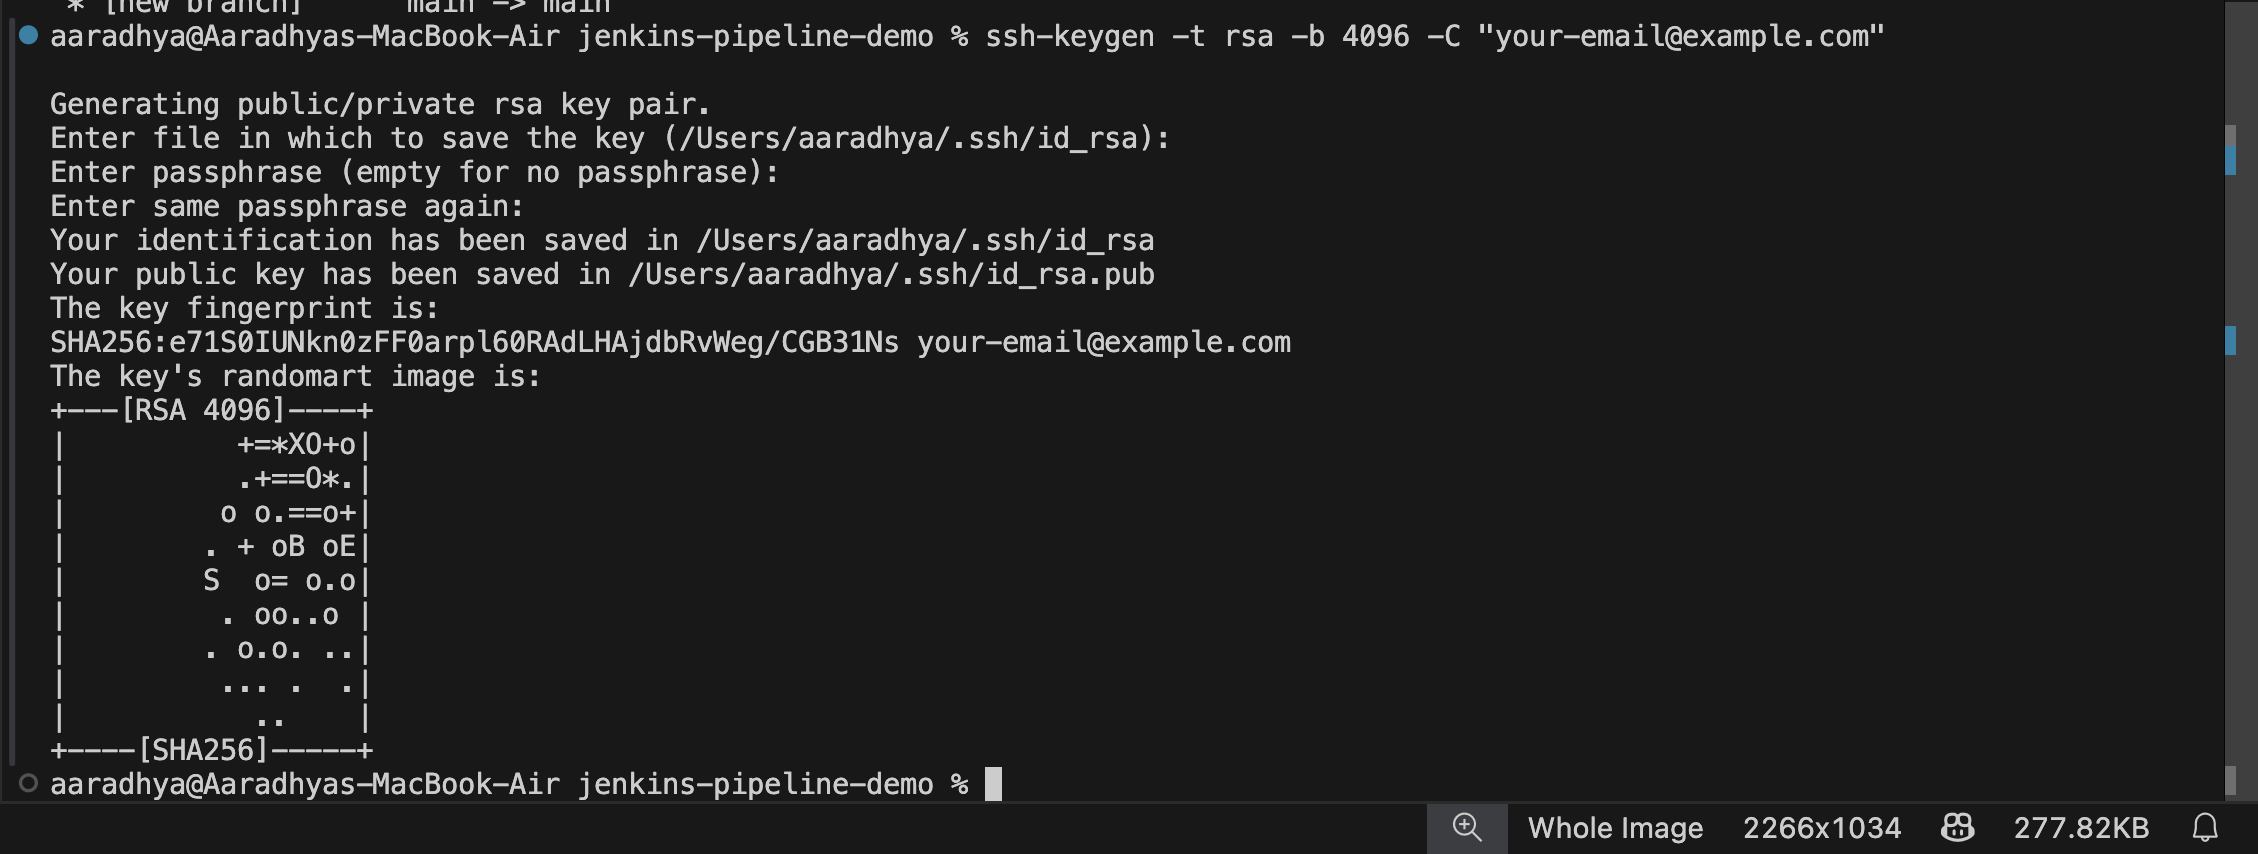 * [new branch]      main -> main
aaradhya@Aaradhyas-MacBook-Air jenkins-pipeline-demo % ssh-keygen -t rsa -b 4096 -C "your-email@example.com"
Generating public/private rsa key pair.
Enter file in which to save the key (/Users/aaradhya/.ssh/id_rsa):
Enter passphrase (empty for no passphrase):
Enter same passphrase again:
Your identification has been saved in /Users/aaradhya/.ssh/id_rsa
Your public key has been saved in /Users/aaradhya/.ssh/id_rsa.pub
The key fingerprint is:
SHA256:e71S0IUNkn0zFF0arpl60RAdLHAjdbRvWeg/CGB31Ns your-email@example.com
The key's randomart image is:
+---[RSA 4096]----+
|          +=*XO+o|
|          .+==O*.|
|         o o.==o+|
|        . + oB oE|
|        S  o= o.o|
|         . oo..o |
|        . o.o. ..|
|         ... .  .|
|           ..    |
+----[SHA256]-----+
aaradhya@Aaradhyas-MacBook-Air jenkins-pipeline-demo %
Whole Image 2266x1034 277.82KB